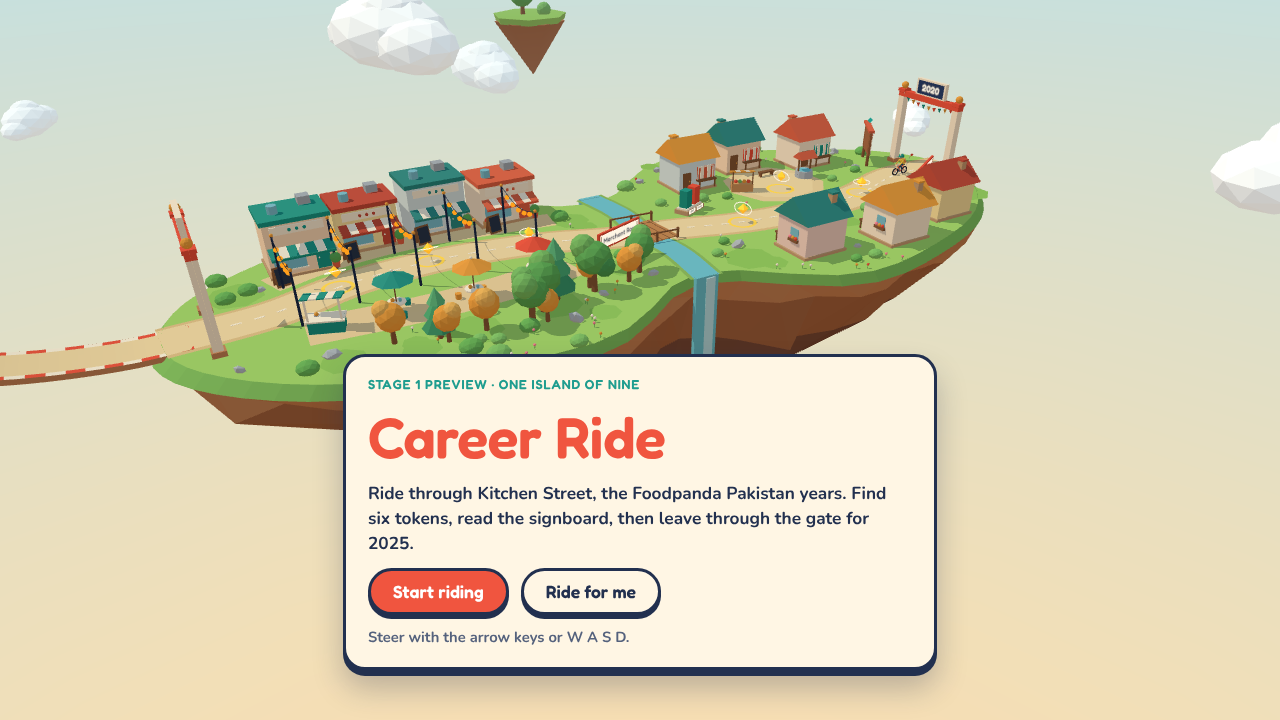 2020
Merchant Row
STAGE 1 PREVIEW · ONE ISLAND OF NINE
Career Ride
Ride through Kitchen Street, the Foodpanda Pakistan years. Find
six tokens, read the signboard, then leave through the gate for
2025.
Start riding
Ride for me
Steer with the arrow keys or W A S D.